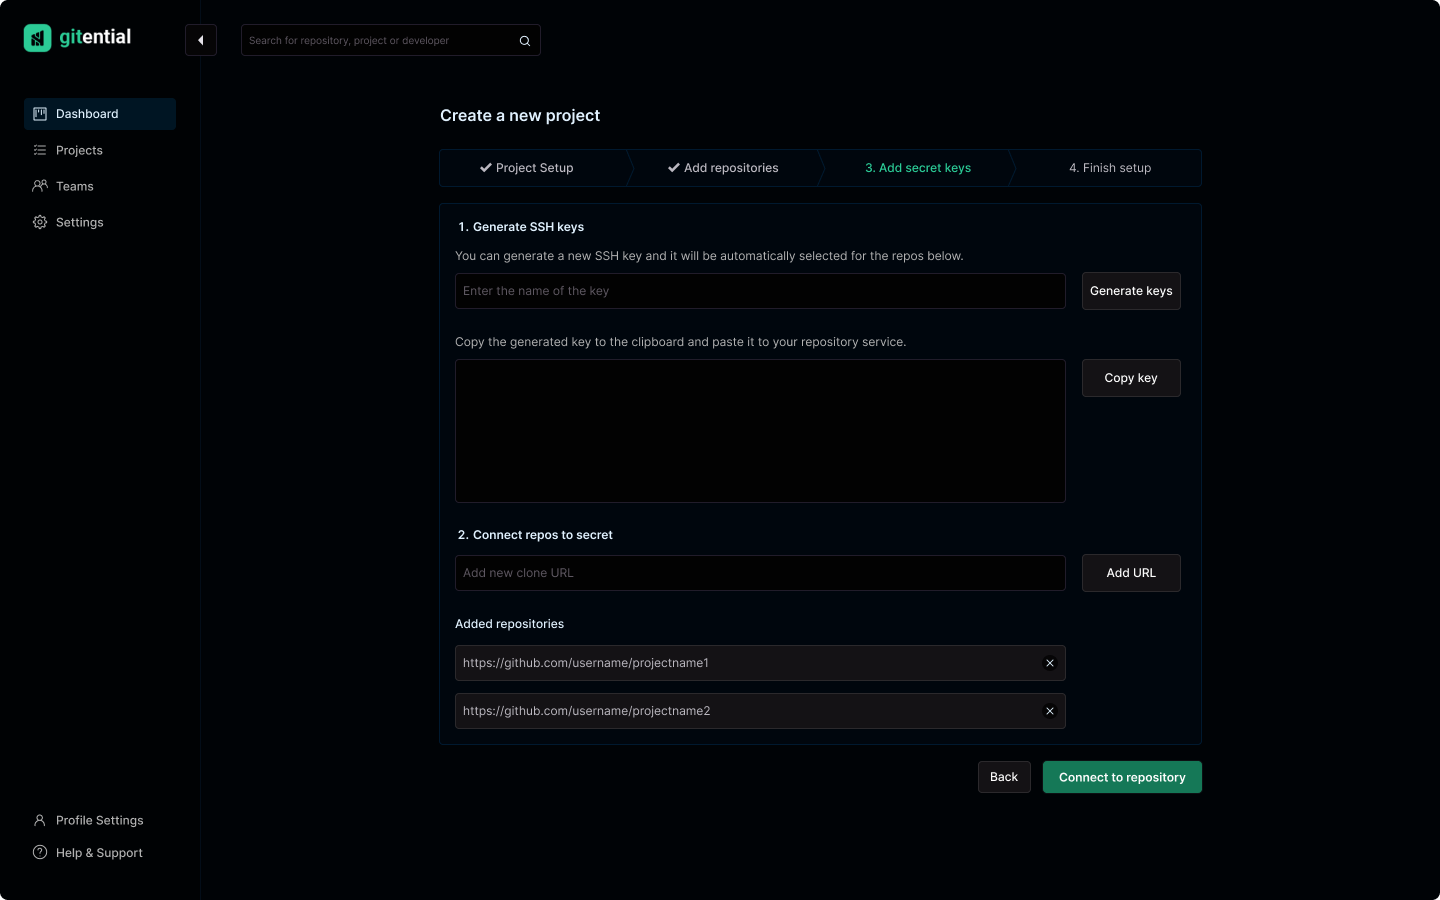 gitential
Search for repository, project or developer
Dashboard
Projects
Teams
Settings
Create a new project
Project Setup
Add repositories
3. Add secret keys
4. Finish setup
1. Generate SSH keys
You can generate a new SSH key and it will be automatically selected for the repos below.
Enter the name of the key
Generate keys
Copy the generated key to the clipboard and paste it to your repository service.
Copy key
2. Connect repos to secret
Add new clone URL
Add URL
Added repositories
https://github.com/username/projectname1
https://github.com/username/projectname2
Back
Connect to repository
Profile Settings
Help & Support